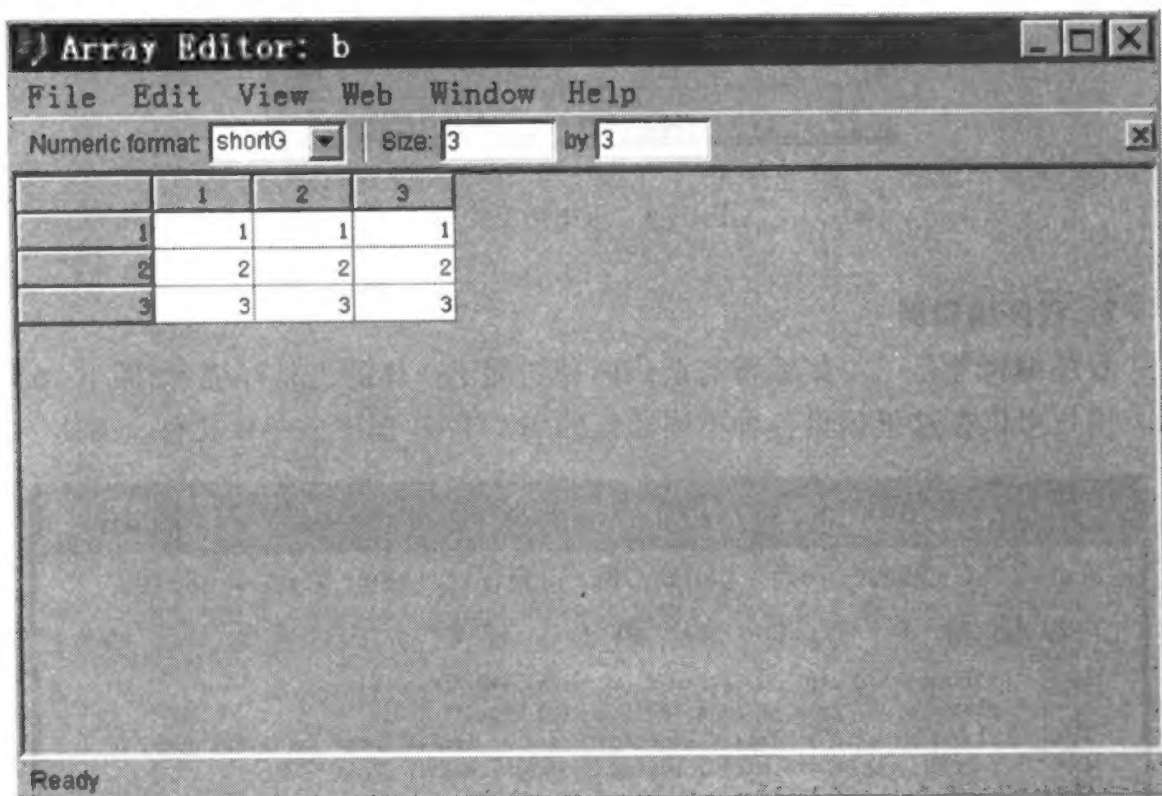 Array Editor: b
File Edit View Web Window Help
Numeric format: shortG Size: 3 by 3
1 2 3
1 1 1 1
2 2 2 2
3 3 3 3
Ready